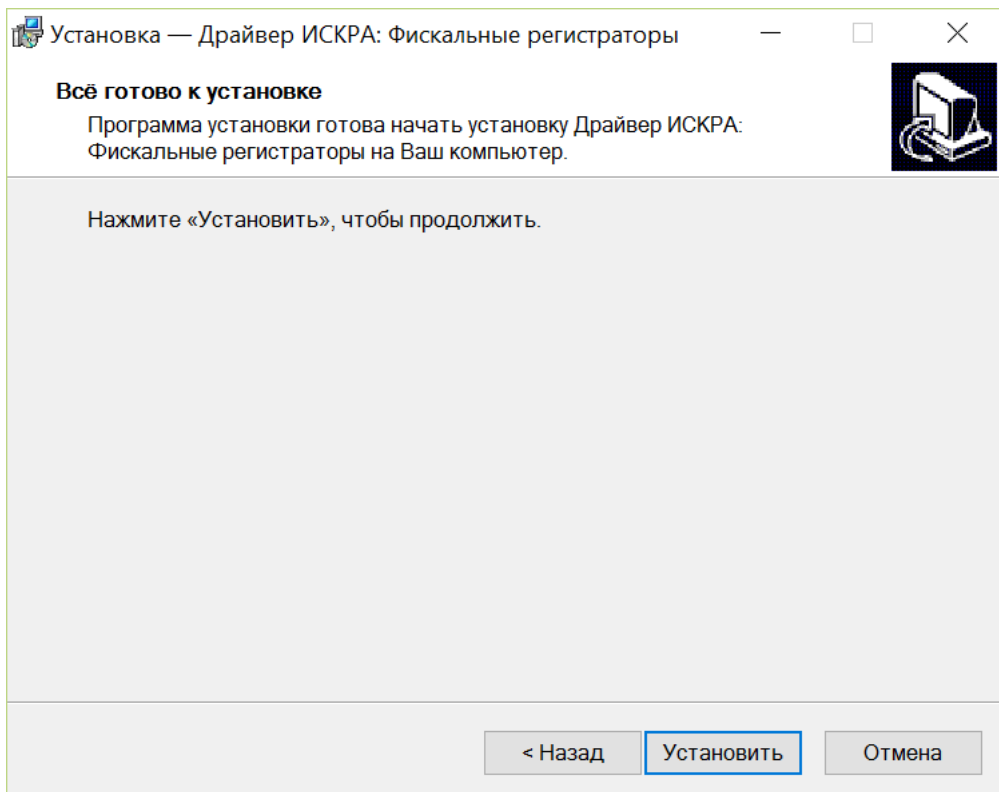 Установка — Драйвер ИСКРА: Фискальные регистраторы
Всё готово к установке
Программа установки готова начать установку Драйвер ИСКРА:
Фискальные регистраторы на Ваш компьютер.
Нажмите «Установить», чтобы продолжить.
< Назад
Установить
Отмена